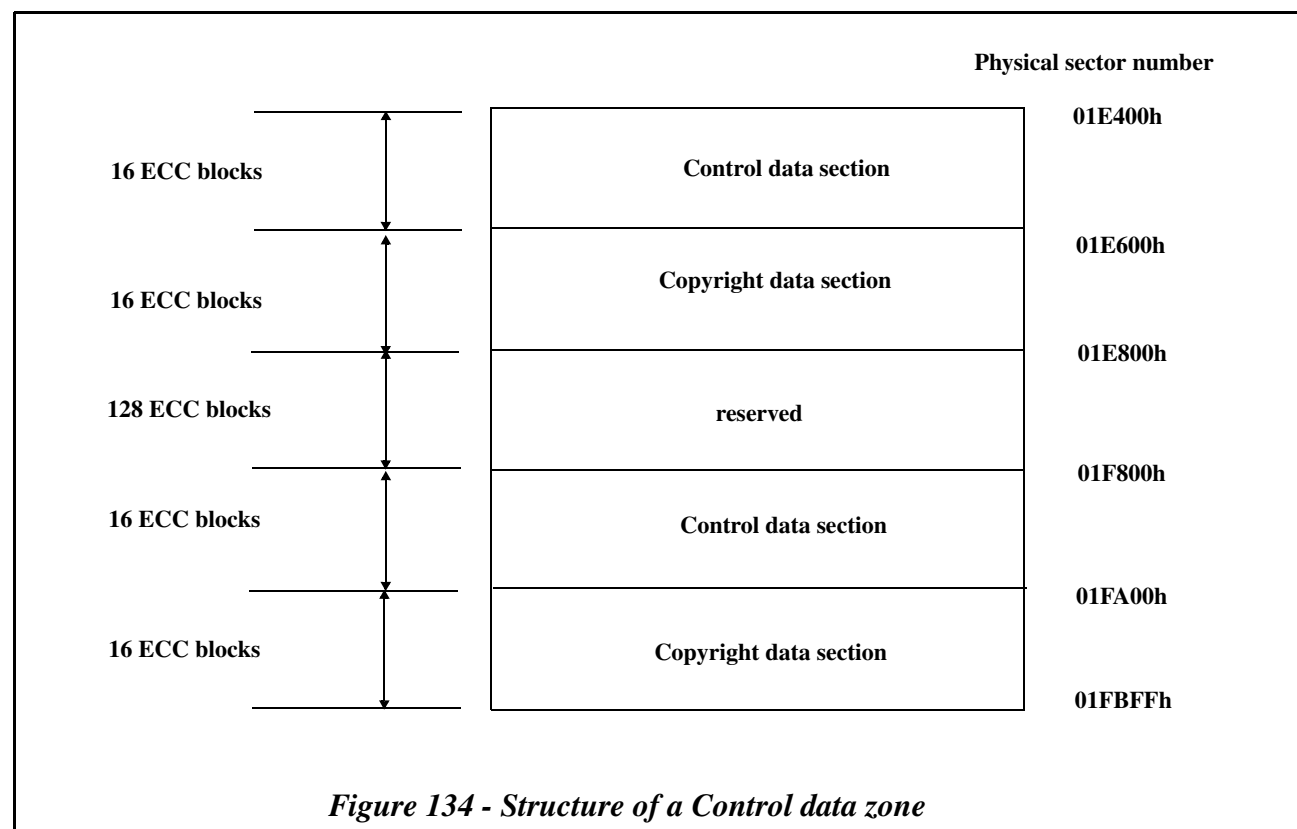 Physical sector number
01E400h
16 ECC blocks
Control data section
01E600h
16 ECC blocks
Copyright data section
01E800h
128 ECC blocks
reserved
01F800h
16 ECC blocks
Control data section
01FA00h
16 ECC blocks
Copyright data section
01FBFFh
Figure 134 - Structure of a Control data zone